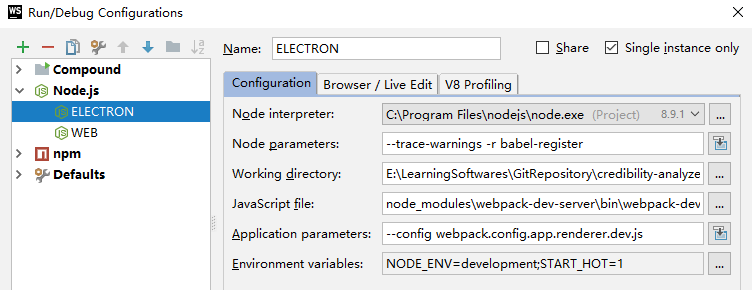 WS Run/Debug Configurations
Name: ELECTRON Share Single instance only
Compound
Node.js
ELECTRON
WEB
npm
Defaults
Configuration Browser / Live Edit V8 Profiling
Node interpreter: C:\Program Files\nodejs\node.exe (Project) 8.9.1 ...
Node parameters: --trace-warnings -r babel-register
Working directory: E:\LearningSoftwares\GitRepository\credibility-analyze ...
JavaScript file: node_modules\webpack-dev-server\bin\webpack-dev ...
Application parameters: --config webpack.config.app.renderer.dev.js
Environment variables: NODE_ENV=development;START_HOT=1 ...